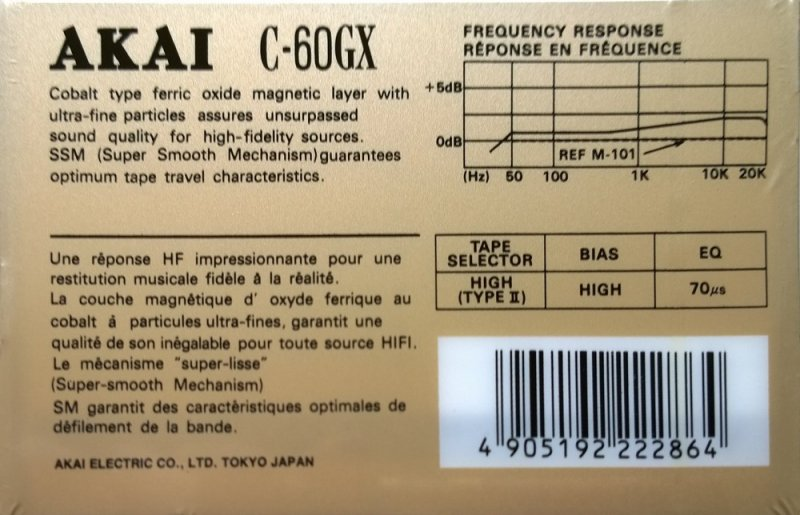 AKAI C-60GX
Cobalt type ferric oxide magnetic layer with
ultra-fine particles assures unsurpassed
sound quality for high-fidelity sources.
SSM (Super Smooth Mechanism)guarantees
optimum tape travel characteristics.
Une réponse HF impressionnante pour une
restitution musicale fidèle â la réalité.
La couche magnétique d' oxyde ferrique au
cobalt â particules ultra-fines, garantit une
qualité de son inégalable pour toute source HIFI.
Le mécanisme "super-lisse"
(Super-smooth Mechanism)
SM garantit des caractèristiques optimales de
défilement de la bande.
AKAI ELECTRIC CO., LTD. TOKYO JAPAN
FREQUENCY RESPONSE
RÉPONSE EN FRÉQUENCE
+5dB
0dB
REF M-101
(Hz) 50 100 1K 10K 20K
TAPE SELECTOR BIAS EQ
HIGH (TYPE II) HIGH 70μs
4 905192 222864